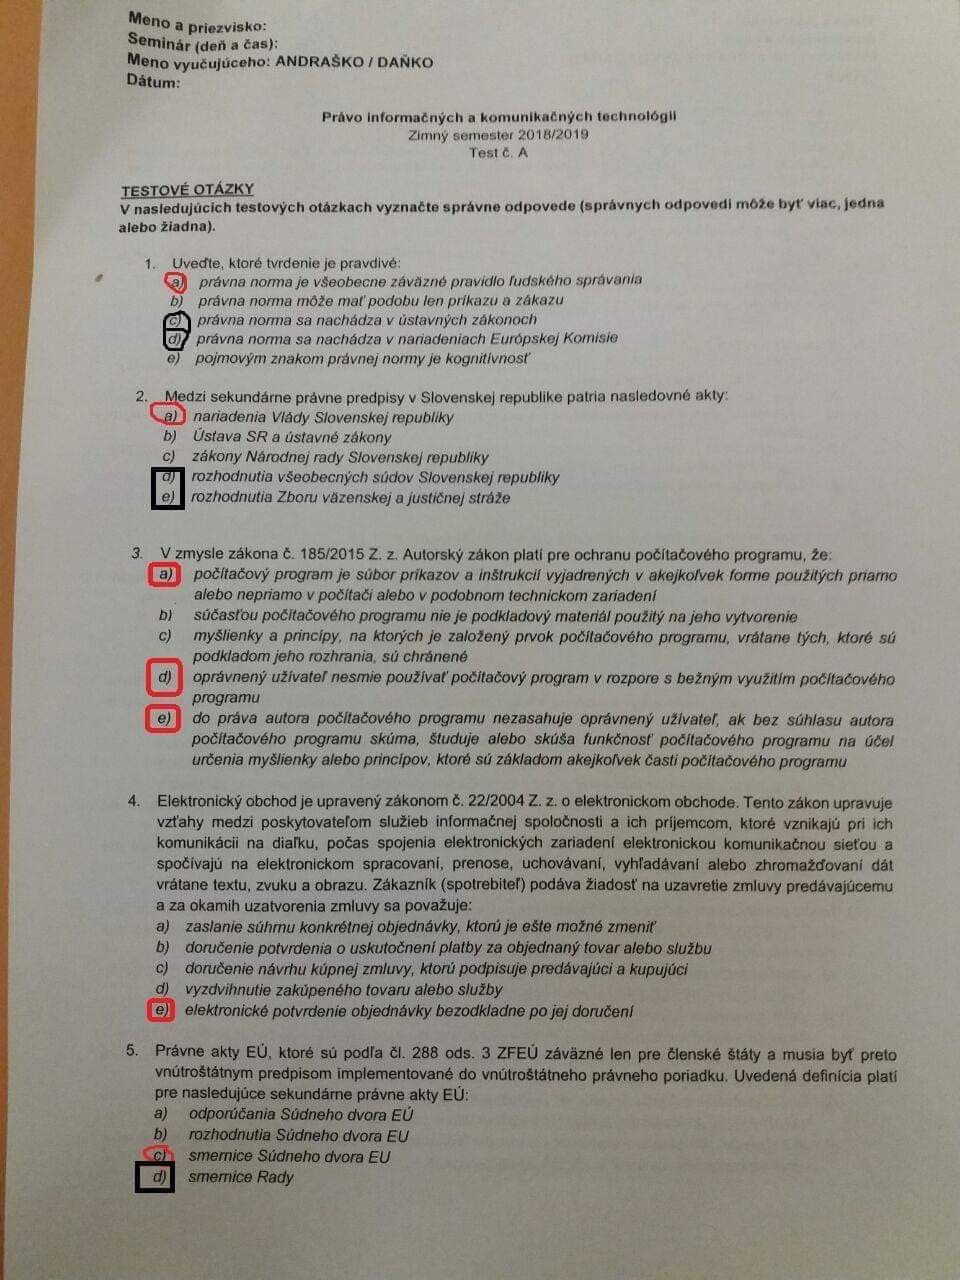 Meno a priezvisko:
Seminár (deň a čas):
Meno vyučujúceho: ANDRAŠKO / DAŇKO
Dátum:
Právo informačných a komunikačných technológii
Zimný semester 2018/2019
Test č. A
TESTOVÉ OTÁZKY
V nasledujúcich testových otázkach vyznačte správne odpovede (správnych odpovedi môže byť viac, jedna
alebo žiadna).
1. Uveďte, ktoré tvrdenie je pravdivé:
a) právna norma je všeobecne záväzné pravidlo ľudského správania
b) právna norma môže mať podobu len príkazu a zákazu
c) právna norma sa nachádza v ústavných zákonoch
d) právna norma sa nachádza v nariadeniach Európskej Komisie
e) pojmovým znakom právnej normy je kognitívnosť
2. Medzi sekundárne právne predpisy v Slovenskej republike patria nasledovné akty:
a) nariadenia Vlády Slovenskej republiky
b) Ústava SR a ústavné zákony
c) zákony Národnej rady Slovenskej republiky
d) rozhodnutia všeobecných súdov Slovenskej republiky
e) rozhodnutia Zboru väzenskej a justičnej stráže
3. V zmysle zákona č. 185/2015 Z. z. Autorský zákon platí pre ochranu počítačového programu, že:
a) počítačový program je súbor príkazov a inštrukcií vyjadrených v akejkoľvek forme použitých priamo
alebo nepriamo v počítači alebo v podobnom technickom zariadení
b) súčasťou počítačového programu nie je podkladový materiál použitý na jeho vytvorenie
c) myšlienky a princípy, na ktorých je založený prvok počítačového programu, vrátane tých, ktoré sú
podkladom jeho rozhrania, sú chránené
d) oprávnený užívateľ nesmie používať počítačový program v rozpore s bežným využitím počítačového
programu
e) do práva autora počítačového programu nezasahuje oprávnený užívateľ, ak bez súhlasu autora
počítačového programu skúma, študuje alebo skúša funkčnosť počítačového programu na účel
určenia myšlienky alebo princípov, ktoré sú základom akejkoľvek časti počítačového programu
4. Elektronický obchod je upravený zákonom č. 22/2004 Z. z. o elektronickom obchode. Tento zákon upravuje
vzťahy medzi poskytovateľom služieb informačnej spoločnosti a ich príjemcom, ktoré vznikajú pri ich
komunikácii na diaľku, počas spojenia elektronických zariadení elektronickou komunikačnou sieťou a
spočívajú na elektronickom spracovaní, prenose, uchovávaní, vyhľadávaní alebo zhromažďovaní dát
vrátane textu, zvuku a obrazu. Zákazník (spotrebiteľ) podáva žiadosť na uzavretie zmluvy predávajúcemu
a za okamih uzatvorenia zmluvy sa považuje:
a) zaslanie súhrnu konkrétnej objednávky, ktorú je ešte možné zmeniť
b) doručenie potvrdenia o uskutočnení platby za objednaný tovar alebo službu
c) doručenie návrhu kúpnej zmluvy, ktorú podpisuje predávajúci a kupujúci
d) vyzdvihnutie zakúpeného tovaru alebo služby
e) elektronické potvrdenie objednávky bezodkladne po jej doručení
5. Právne akty EÚ, ktoré sú podľa čl. 288 ods. 3 ZFEÚ záväzné len pre členské štáty a musia byť preto
vnútroštátnym predpisom implementované do vnútroštátneho právneho poriadku. Uvedená definícia platí
pre nasledujúce sekundárne právne akty EÚ:
a) odporúčania Súdneho dvora EÚ
b) rozhodnutia Súdneho dvora EU
c) smernice Súdneho dvora EU
d) smernice Rady